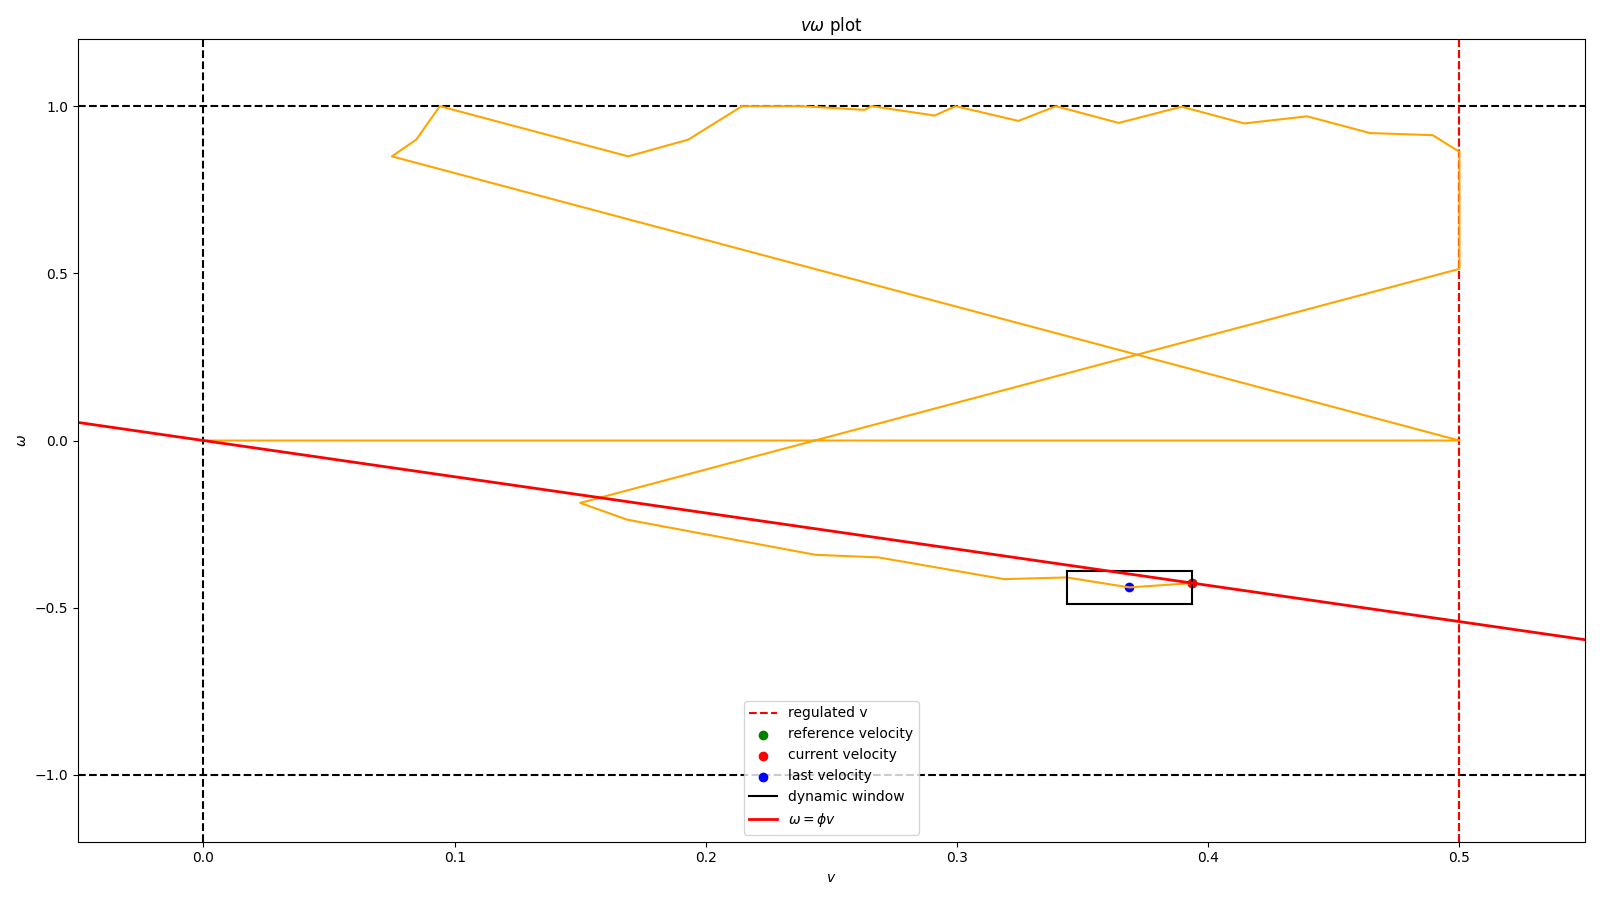 vω plot
1.0
0.5
0.0
−0.5
−1.0
ω
0.0 0.1 0.2 0.3 0.4 0.5
v
regulated v
reference velocity
current velocity
last velocity
dynamic window
ω = ϕv